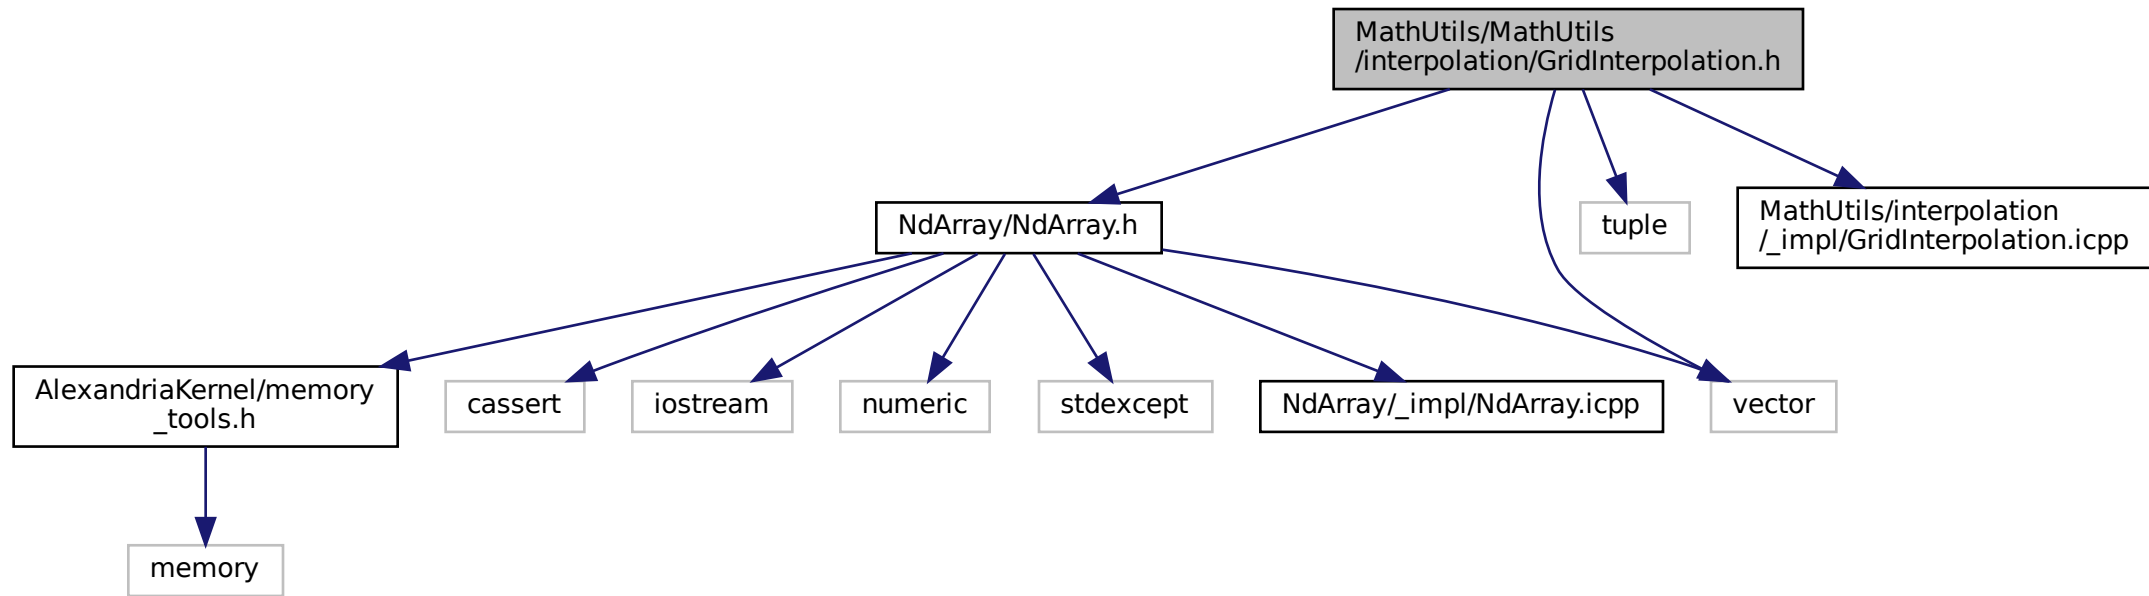 MathUtils/MathUtils
/interpolation/GridInterpolation.h
NdArray/NdArray.h
tuple
MathUtils/interpolation
/_impl/GridInterpolation.icpp
AlexandriaKernel/memory
_tools.h
cassert
iostream
numeric
stdexcept
NdArray/_impl/NdArray.icpp
vector
memory